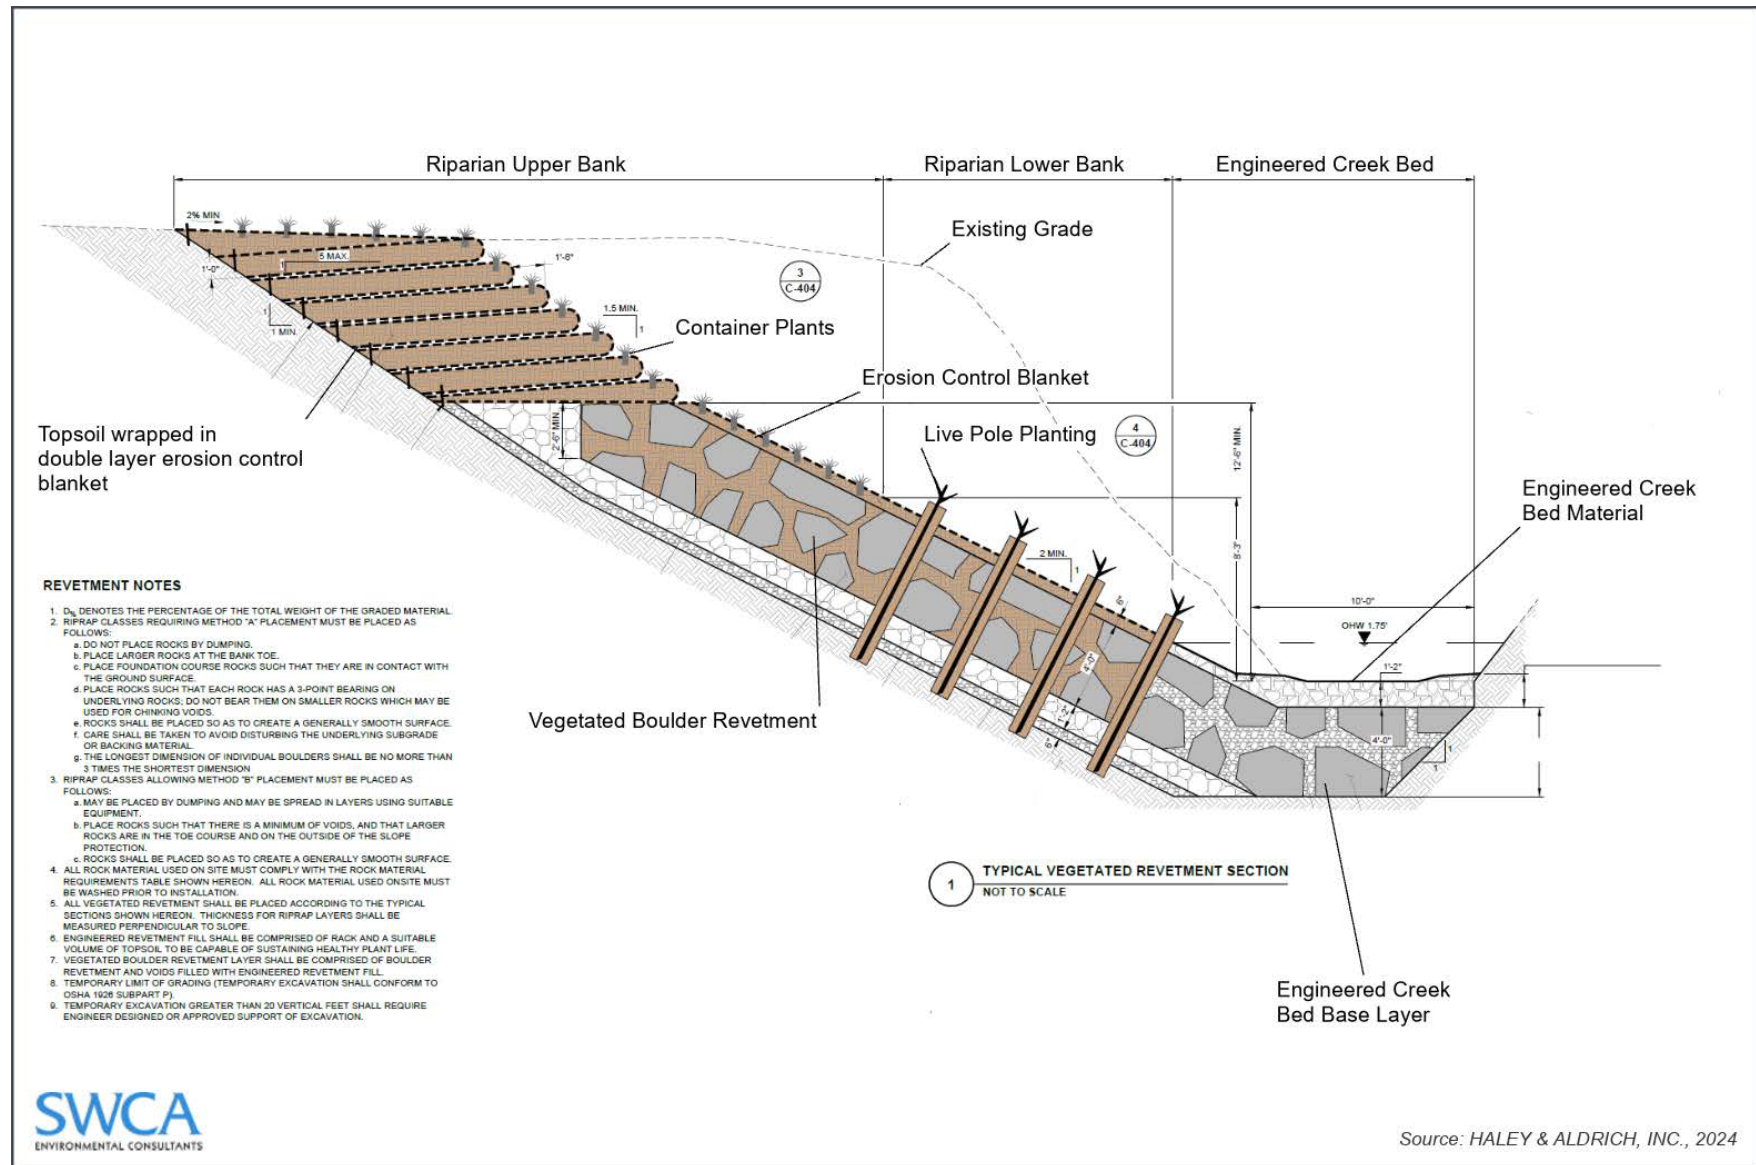 Riparian Upper Bank
Riparian Lower Bank
Engineered Creek Bed
2% MIN
Existing Grade
5 MAX.
1
1'-0"
1'-8"
3
C-404
1
1 MIN.
1.5 MIN.
1
Container Plants
Erosion Control Blanket
Topsoil wrapped in
double layer erosion control
blanket
2'-6" MIN.
Live Pole Planting
4
C-404
12'-6" MIN.
8'-3"
Engineered Creek
Bed Material
2 MIN.
1
6"
10'-0"
OHW 1.75'
1'-2"
4'-0"
1'-2"
6"
4'-0"
1
1
Vegetated Boulder Revetment
REVETMENT NOTES
1. D% DENOTES THE PERCENTAGE OF THE TOTAL WEIGHT OF THE GRADED MATERIAL.
2. RIPRAP CLASSES REQUIRING METHOD "A" PLACEMENT MUST BE PLACED AS
FOLLOWS:
a. DO NOT PLACE ROCKS BY DUMPING.
b. PLACE LARGER ROCKS AT THE BANK TOE.
c. PLACE FOUNDATION COURSE ROCKS SUCH THAT THEY ARE IN CONTACT WITH
THE GROUND SURFACE.
d. PLACE ROCKS SUCH THAT EACH ROCK HAS A 3-POINT BEARING ON
UNDERLYING ROCKS; DO NOT BEAR THEM ON SMALLER ROCKS WHICH MAY BE
USED FOR CHINKING VOIDS.
e. ROCKS SHALL BE PLACED SO AS TO CREATE A GENERALLY SMOOTH SURFACE.
f. CARE SHALL BE TAKEN TO AVOID DISTURBING THE UNDERLYING SUBGRADE
OR BACKING MATERIAL.
g. THE LONGEST DIMENSION OF INDIVIDUAL BOULDERS SHALL BE NO MORE THAN
3 TIMES THE SHORTEST DIMENSION
3. RIPRAP CLASSES ALLOWING METHOD "B" PLACEMENT MUST BE PLACED AS
FOLLOWS:
a. MAY BE PLACED BY DUMPING AND MAY BE SPREAD IN LAYERS USING SUITABLE
EQUIPMENT.
b. PLACE ROCKS SUCH THAT THERE IS A MINIMUM OF VOIDS, AND THAT LARGER
ROCKS ARE IN THE TOE COURSE AND ON THE OUTSIDE OF THE SLOPE
PROTECTION.
c. ROCKS SHALL BE PLACED SO AS TO CREATE A GENERALLY SMOOTH SURFACE.
4. ALL ROCK MATERIAL USED ON SITE MUST COMPLY WITH THE ROCK MATERIAL
REQUIREMENTS TABLE SHOWN HEREON. ALL ROCK MATERIAL USED ONSITE MUST
BE WASHED PRIOR TO INSTALLATION.
5. ALL VEGETATED REVETMENT SHALL BE PLACED ACCORDING TO THE TYPICAL
SECTIONS SHOWN HEREON. THICKNESS FOR RIPRAP LAYERS SHALL BE
MEASURED PERPENDICULAR TO SLOPE.
6. ENGINEERED REVETMENT FILL SHALL BE COMPRISED OF RACK AND A SUITABLE
VOLUME OF TOPSOIL TO BE CAPABLE OF SUSTAINING HEALTHY PLANT LIFE.
7. VEGETATED BOULDER REVETMENT LAYER SHALL BE COMPRISED OF BOULDER
REVETMENT AND VOIDS FILLED WITH ENGINEERED REVETMENT FILL.
8. TEMPORARY LIMIT OF GRADING (TEMPORARY EXCAVATION SHALL CONFORM TO
OSHA 1926 SUBPART P).
9. TEMPORARY EXCAVATION GREATER THAN 20 VERTICAL FEET SHALL REQUIRE
ENGINEER DESIGNED OR APPROVED SUPPORT OF EXCAVATION.
1
TYPICAL VEGETATED REVETMENT SECTION
NOT TO SCALE
Engineered Creek
Bed Base Layer
SWCA
ENVIRONMENTAL CONSULTANTS
Source: HALEY & ALDRICH, INC., 2024